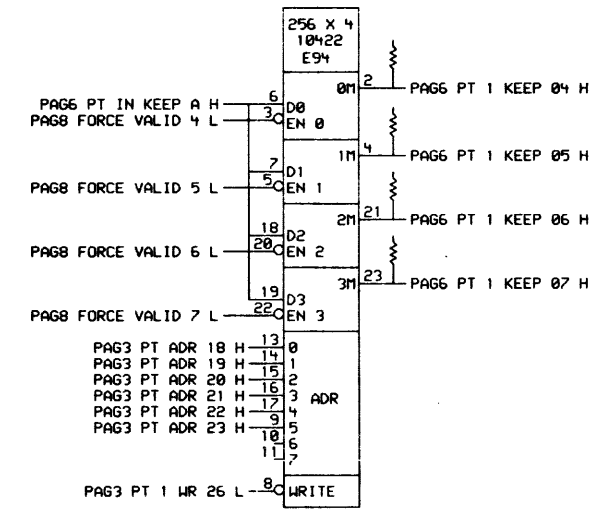 256 X 4
10422
E94
0M 2 PAG6 PT 1 KEEP 04 H
PAG6 PT IN KEEP A H 6 D0
PAG8 FORCE VALID 4 L 3 EN 0
1M 4 PAG6 PT 1 KEEP 05 H
7 D1
PAG8 FORCE VALID 5 L 5 EN 1
2M 21 PAG6 PT 1 KEEP 06 H
18 D2
PAG8 FORCE VALID 6 L 20 EN 2
3M 23 PAG6 PT 1 KEEP 07 H
19 D3
PAG8 FORCE VALID 7 L 22 EN 3
PAG3 PT ADR 18 H 13 0
PAG3 PT ADR 19 H 14 1
PAG3 PT ADR 20 H 15 2
PAG3 PT ADR 21 H 16 3 ADR
PAG3 PT ADR 22 H 17 4
PAG3 PT ADR 23 H 9 5
10 6
11 7
PAG3 PT 1 WR 26 L 8 WRITE